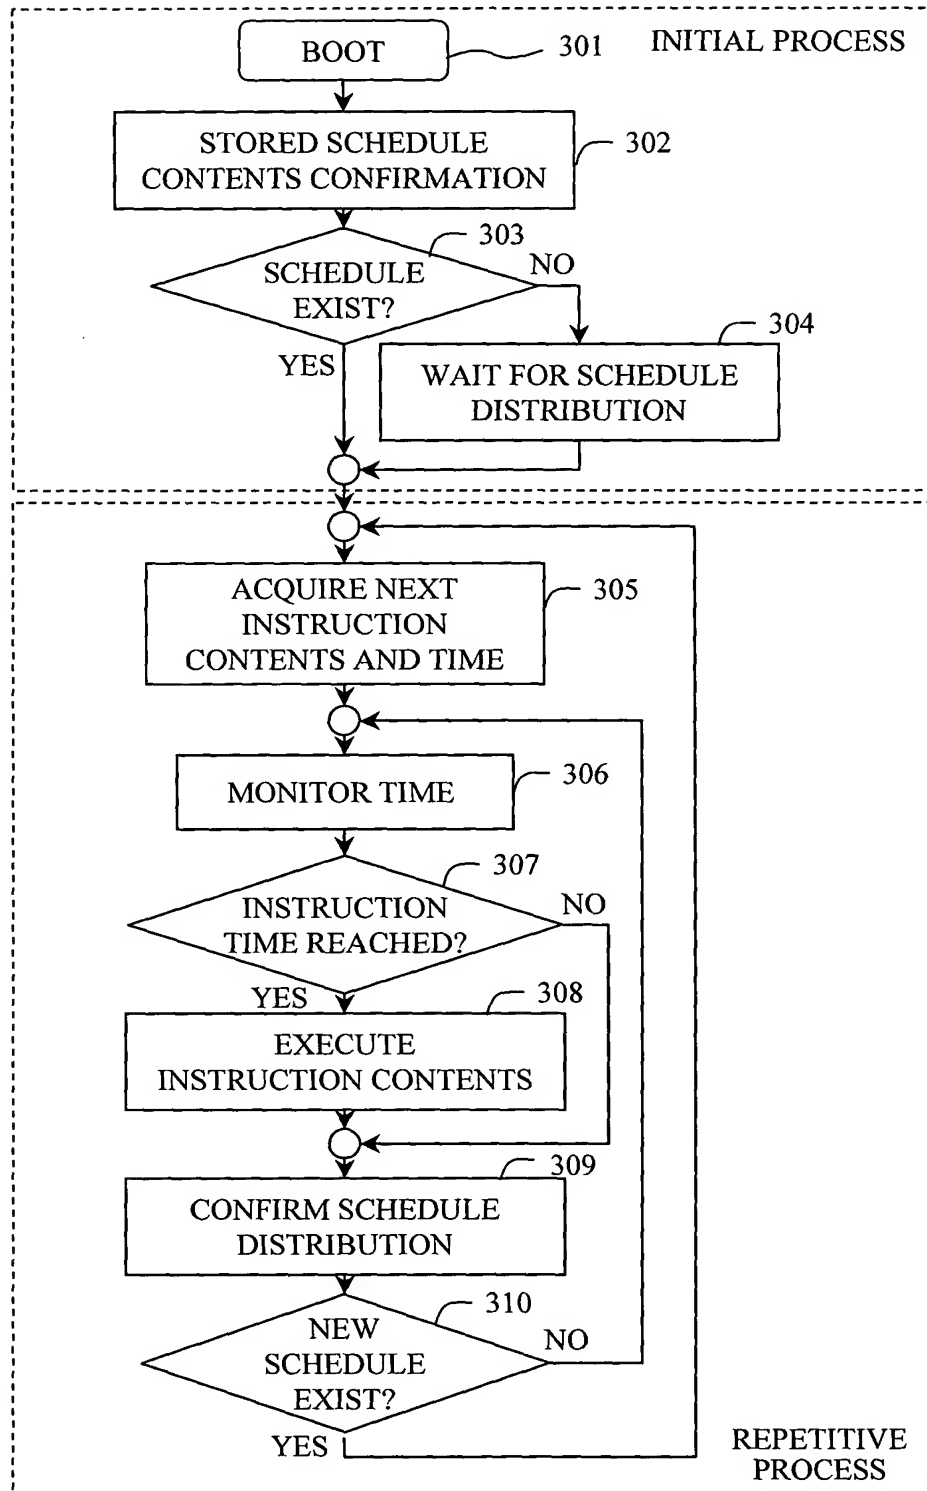 BOOT
301
INITIAL PROCESS
STORED SCHEDULE
CONTENTS CONFIRMATION
302
303
SCHEDULE
EXIST?
NO
YES
304
WAIT FOR SCHEDULE
DISTRIBUTION
ACQUIRE NEXT
INSTRUCTION
CONTENTS AND TIME
305
MONITOR TIME
306
307
INSTRUCTION
TIME REACHED?
NO
YES
308
EXECUTE
INSTRUCTION CONTENTS
309
CONFIRM SCHEDULE
DISTRIBUTION
310
NEW
SCHEDULE
EXIST?
NO
YES
REPETITIVE
PROCESS